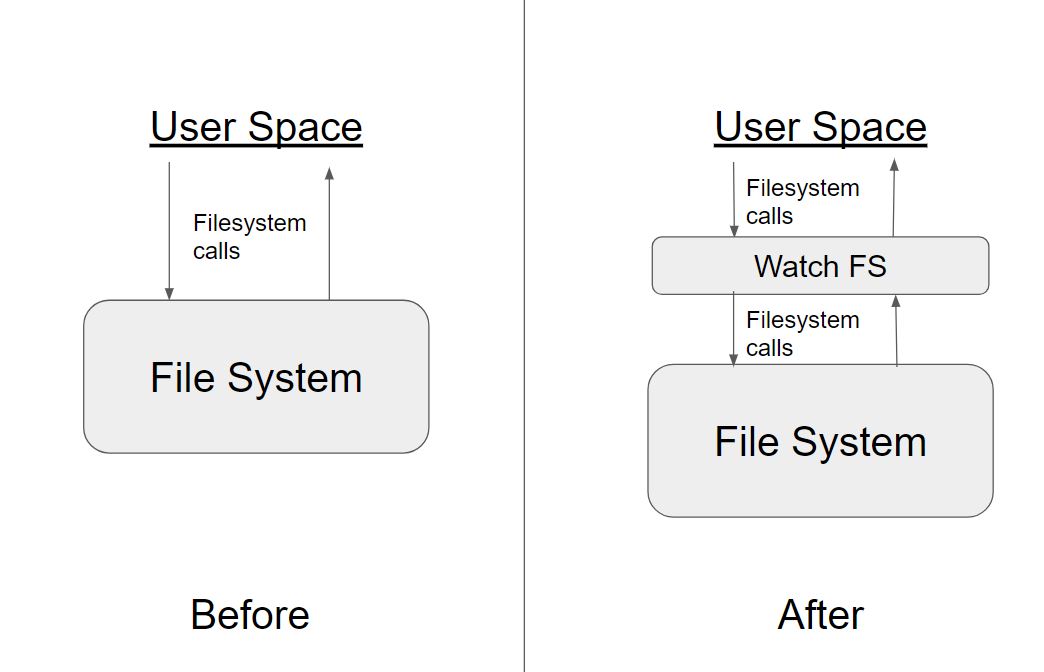 User Space
Filesystem
calls
File System
Before
User Space
Filesystem
calls
Watch FS
Filesystem
calls
File System
After